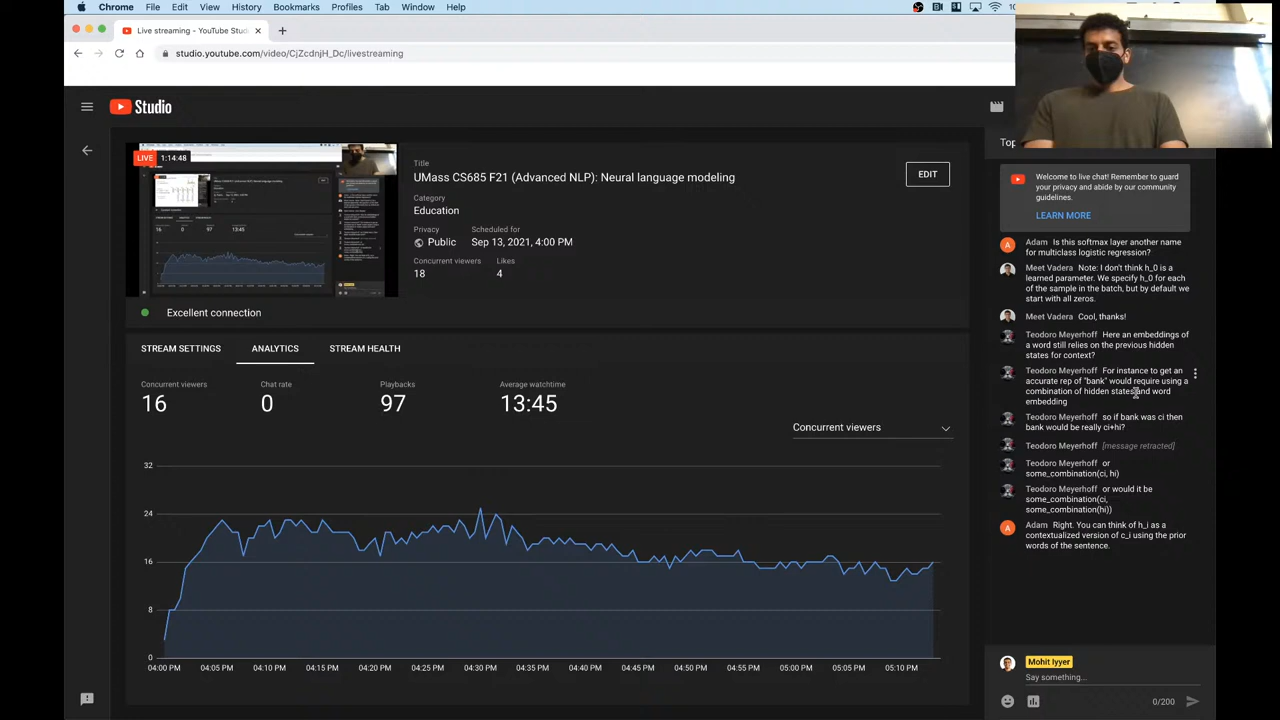 Chrome File Edit View History Bookmarks Profiles Tab Window Help
Live streaming - YouTube Stud
studio.youtube.com/video/CjZcdnjH_Dc/livestreaming
Studio
LIVE 1:14:48
Title
UMass CS685 F21 (Advanced NLP): Neural language modeling
EDIT
Category
Education
Privacy
Public
Scheduled for
Sep 13, 2021, 4:00 PM
Concurrent viewers
18
Likes
4
Excellent connection
STREAM SETTINGS ANALYTICS STREAM HEALTH
Concurrent viewers
16
Chat rate
0
Playbacks
97
Average watchtime
13:45
Concurrent viewers
32
24
16
8
0
04:00 PM 04:05 PM 04:10 PM 04:15 PM 04:20 PM 04:25 PM 04:30 PM 04:35 PM 04:40 PM 04:45 PM 04:50 PM 04:55 PM 05:00 PM 05:05 PM 05:10 PM
Welcome to live chat! Remember to guard
your privacy and abide by our community
guidelines.
LEARN MORE
Adam Is this softmax layer another name
for multiclass logistic regression?
Meet Vadera Note: I don't think h_0 is a
learned parameter. We specify h_0 for each
of the sample in the batch, but by default we
start with all zeros.
Meet Vadera Cool, thanks!
Teodoro Meyerhoff Here an embeddings of
a word still relies on the previous hidden
states for context?
Teodoro Meyerhoff For instance to get an
accurate rep of "bank" would require using a
combination of hidden states and word
embedding
Teodoro Meyerhoff so if bank was ci then
bank would be really ci+hi?
Teodoro Meyerhoff [message retracted]
Teodoro Meyerhoff or
some_combination(ci, hi)
Teodoro Meyerhoff or would it be
some_combination(ci,
some_combination(hi))
Adam Right. You can think of h_i as a
contextualized version of c_i using the prior
words of the sentence.
Mohit Iyyer
Say something...
0/200